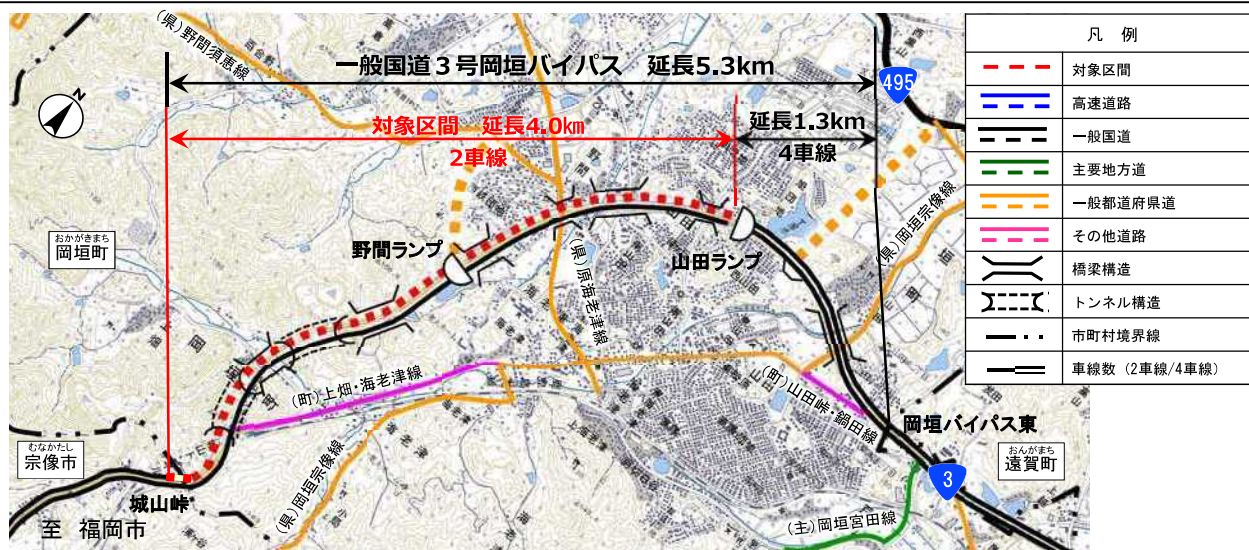 一般国道3号岡垣バイパス 延長5.3km
対象区間 延長4.0km
2車線
延長1.3km
4車線
495
N
(県)野間須恵線
おかがきまち
岡垣町
野間ランプ
山田ランプ
(県)原海老津線
(県)岡垣宗像線
(町)上畑・海老津線
(町)山田峠・鍋田線
岡垣バイパス東
おんがまち
遠賀町
3
むなかたし
宗像市
城山峠
至 福岡市
(県)岡垣宗像線
(主)岡垣宮田線
凡 例
対象区間
高速道路
一般国道
主要地方道
一般都道府県道
その他道路
橋梁構造
トンネル構造
市町村境界線
車線数(2車線/4車線)